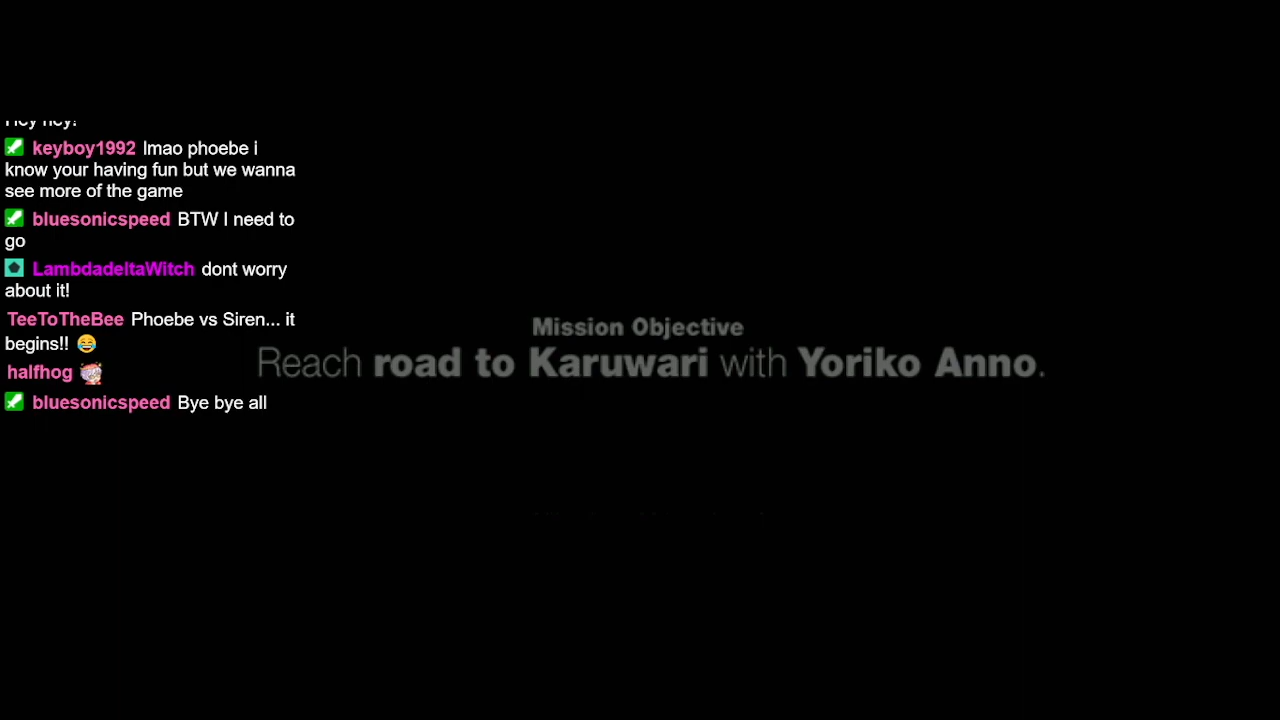 Hey hey!
keyboy1992 lmao phoebe i
know your having fun but we wanna
see more of the game
bluesonicspeed BTW I need to
go
LambdadeltaWitch dont worry
about it!
TeeToTheBee Phoebe vs Siren... it
begins!! 😂
halfhog
bluesonicspeed Bye bye all
Mission Objective
Reach road to Karuwari with Yoriko Anno.